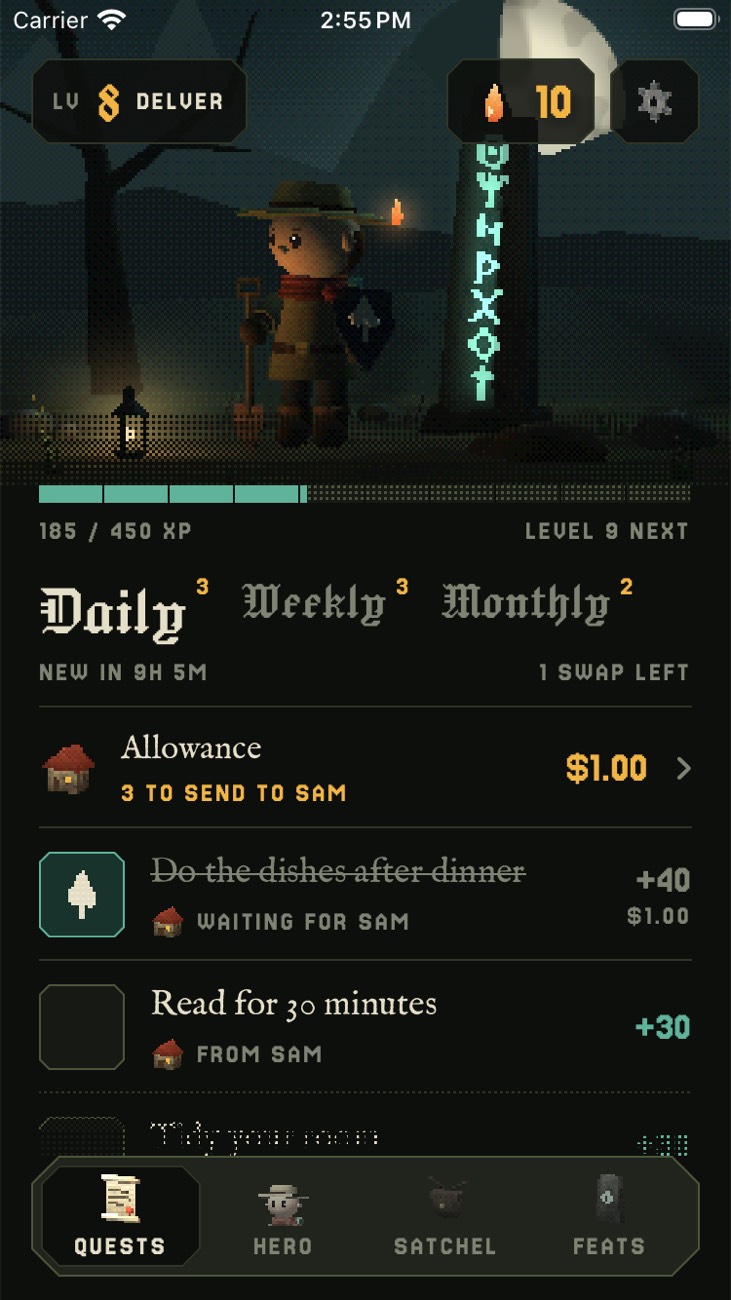 Carrier 2:55 PM
LV 8 DELVER 10
185 / 450 XP LEVEL 9 NEXT
Daily 3 Weekly 3 Monthly 2
NEW IN 9H 5M 1 SWAP LEFT
Allowance
3 TO SEND TO SAM
$1.00
Do the dishes after dinner
+40
WAITING FOR SAM
$1.00
Read for 30 minutes
+30
FROM SAM
Tidy your room
QUESTS HERO SATCHEL FEATS